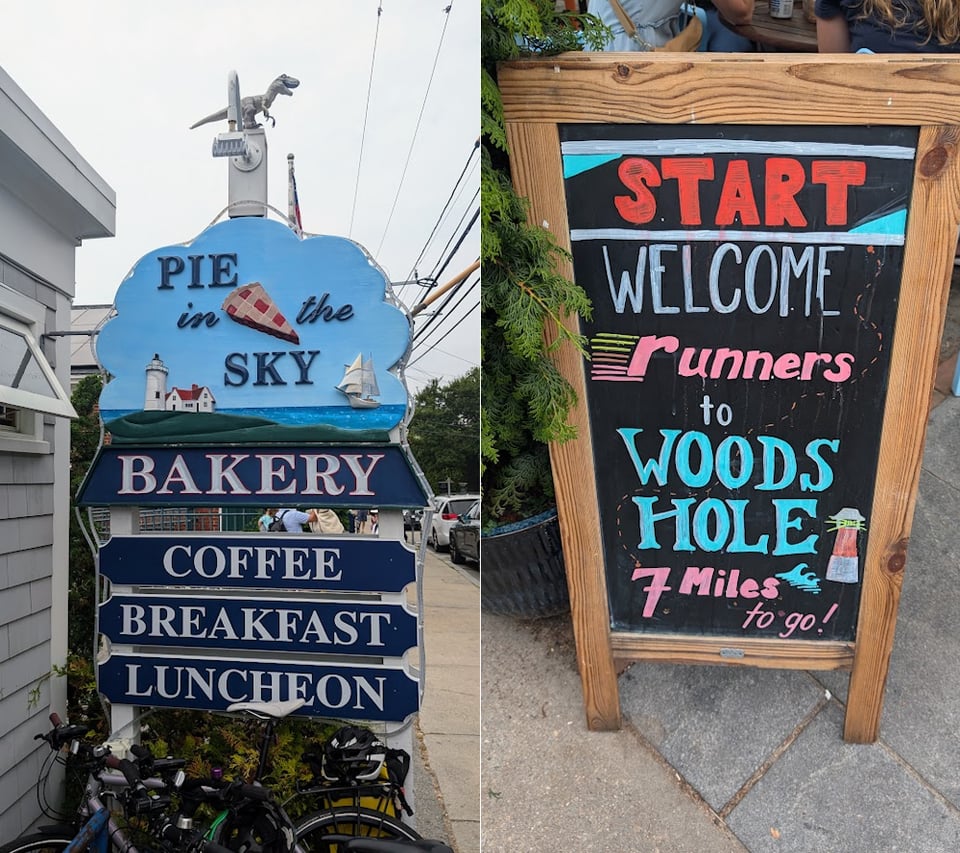 PIE
in the
SKY
BAKERY
COFFEE
BREAKFAST
LUNCHEON
START
WELCOME
runners
to
WOODS
HOLE
7 Miles
to go!